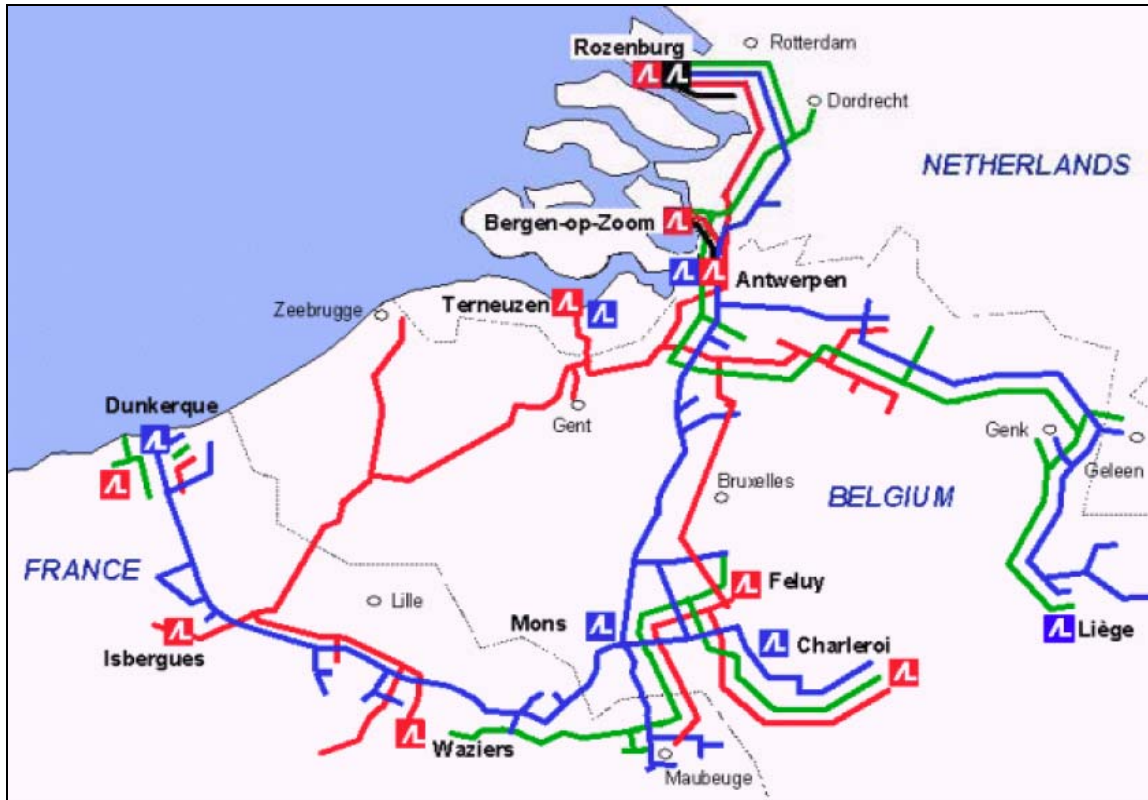 Rozenburg
Rotterdam
Dordrecht
NETHERLANDS
Bergen-op-Zoom
Antwerpen
Terneuzen
Zeebrugge
Dunkerque
Gent
Genk
Geleen
Bruxelles
BELGIUM
FRANCE
Lille
Feluy
Mons
Charleroi
Liège
Isbergues
Waziers
Maubeuge